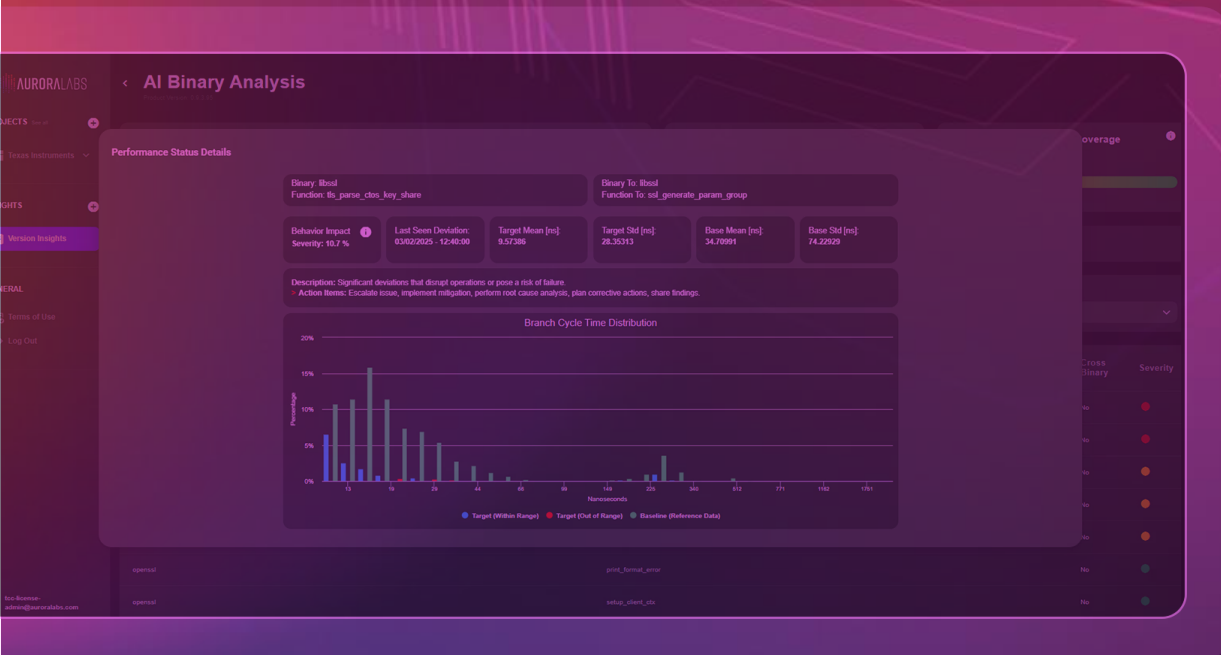 AURORALABS
AI Binary Analysis
JECTS See all
Texas Instruments
GHTS
Version Insights
ERAL
Terms of Use
Log Out
admin@auroralabs.com
overage
Performance Status Details
Binary: libssl
Function: tls_parse_ctos_key_share
Binary To: libssl
Function To: ssl_generate_param_group
Behavior Impact
Severity: 10.7 %
Last Seen Deviation:
03/02/2025 - 12:40:00
Target Mean [ns]:
9.57386
Target Std [ns]:
28.35313
Base Mean [ns]:
34.70991
Base Std [ns]:
74.22929
Description: Significant deviations that disrupt operations or pose a risk of failure.
Action Items: Escalate issue, implement mitigation, perform root cause analysis, plan corrective actions, share findings.
Branch Cycle Time Distribution
20%
15%
10%
5%
0%
Percentage
13 19 29 44 66 98 148 225 340 512 771 1162 1751
Nanoseconds
Target (Within Range) Target (Out of Range) Baseline (Reference Data)
Cross
Binary
Severity
No
No
No
No
No
openssl print_format_error No
openssl setup_client_ctx No